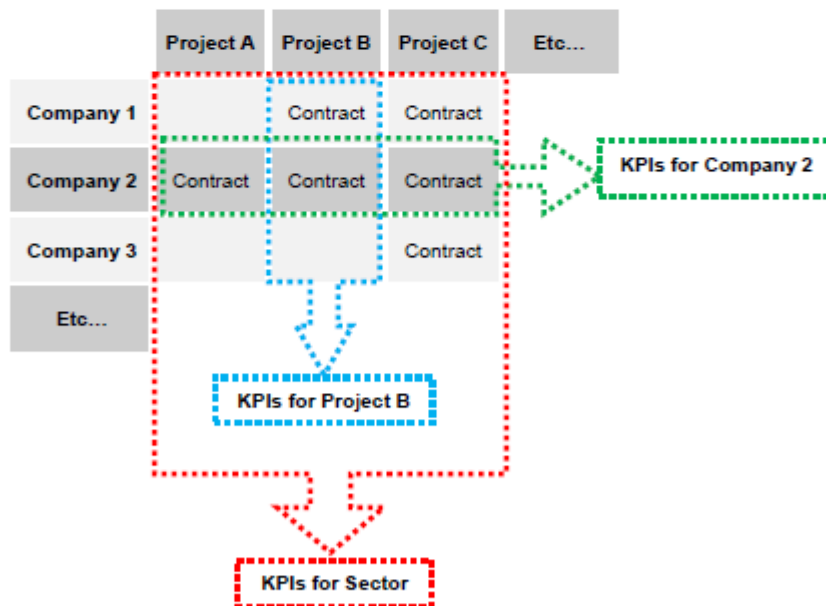 Project A Project B Project C Etc...
Company 1 Contract Contract
Company 2 Contract Contract Contract KPIs for Company 2
Company 3 Contract
Etc...
KPIs for Project B
KPIs for Sector